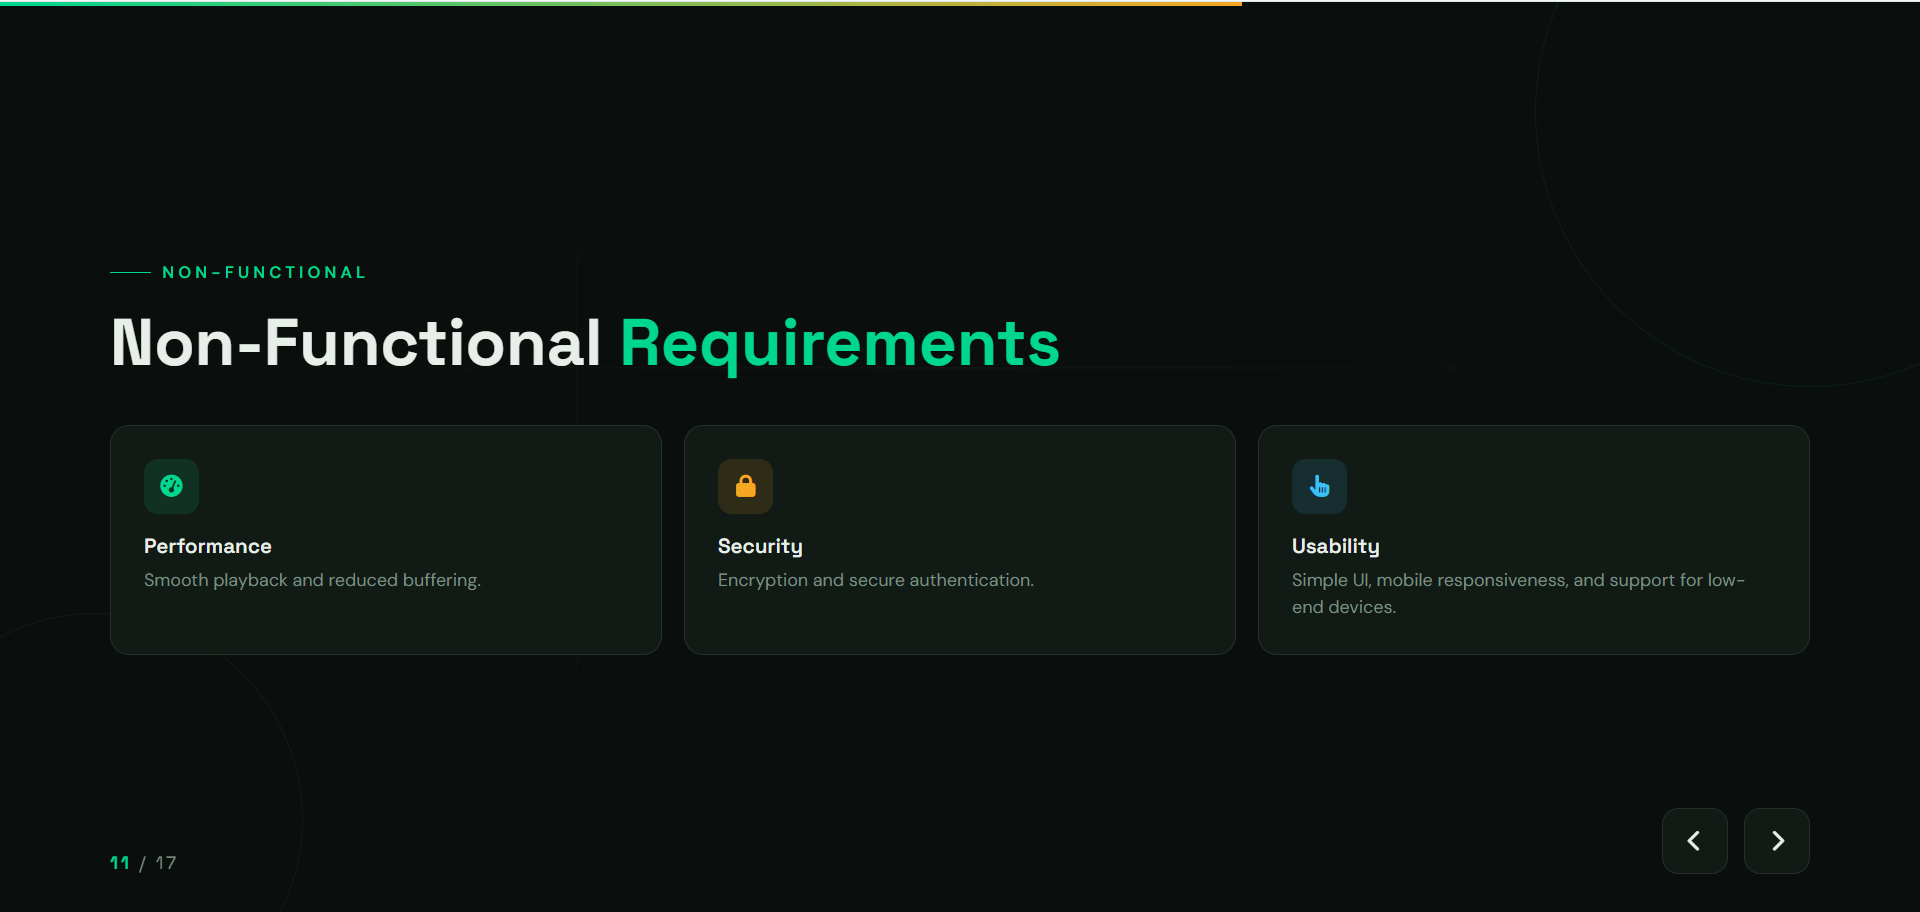 NON-FUNCTIONAL
Non-Functional Requirements
Performance
Smooth playback and reduced buffering.
Security
Encryption and secure authentication.
Usability
Simple UI, mobile responsiveness, and support for low-
end devices.
11 / 17